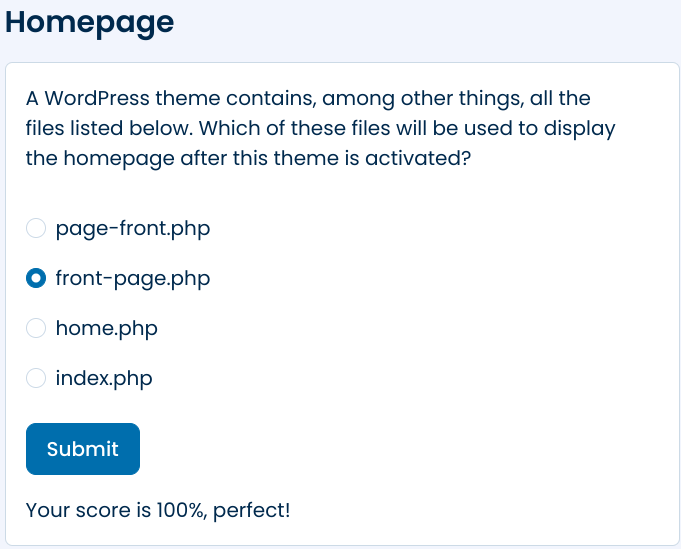 Homepage
A WordPress theme contains, among other things, all the
files listed below. Which of these files will be used to display
the homepage after this theme is activated?
page-front.php
front-page.php
home.php
index.php
Submit
Your score is 100%, perfect!